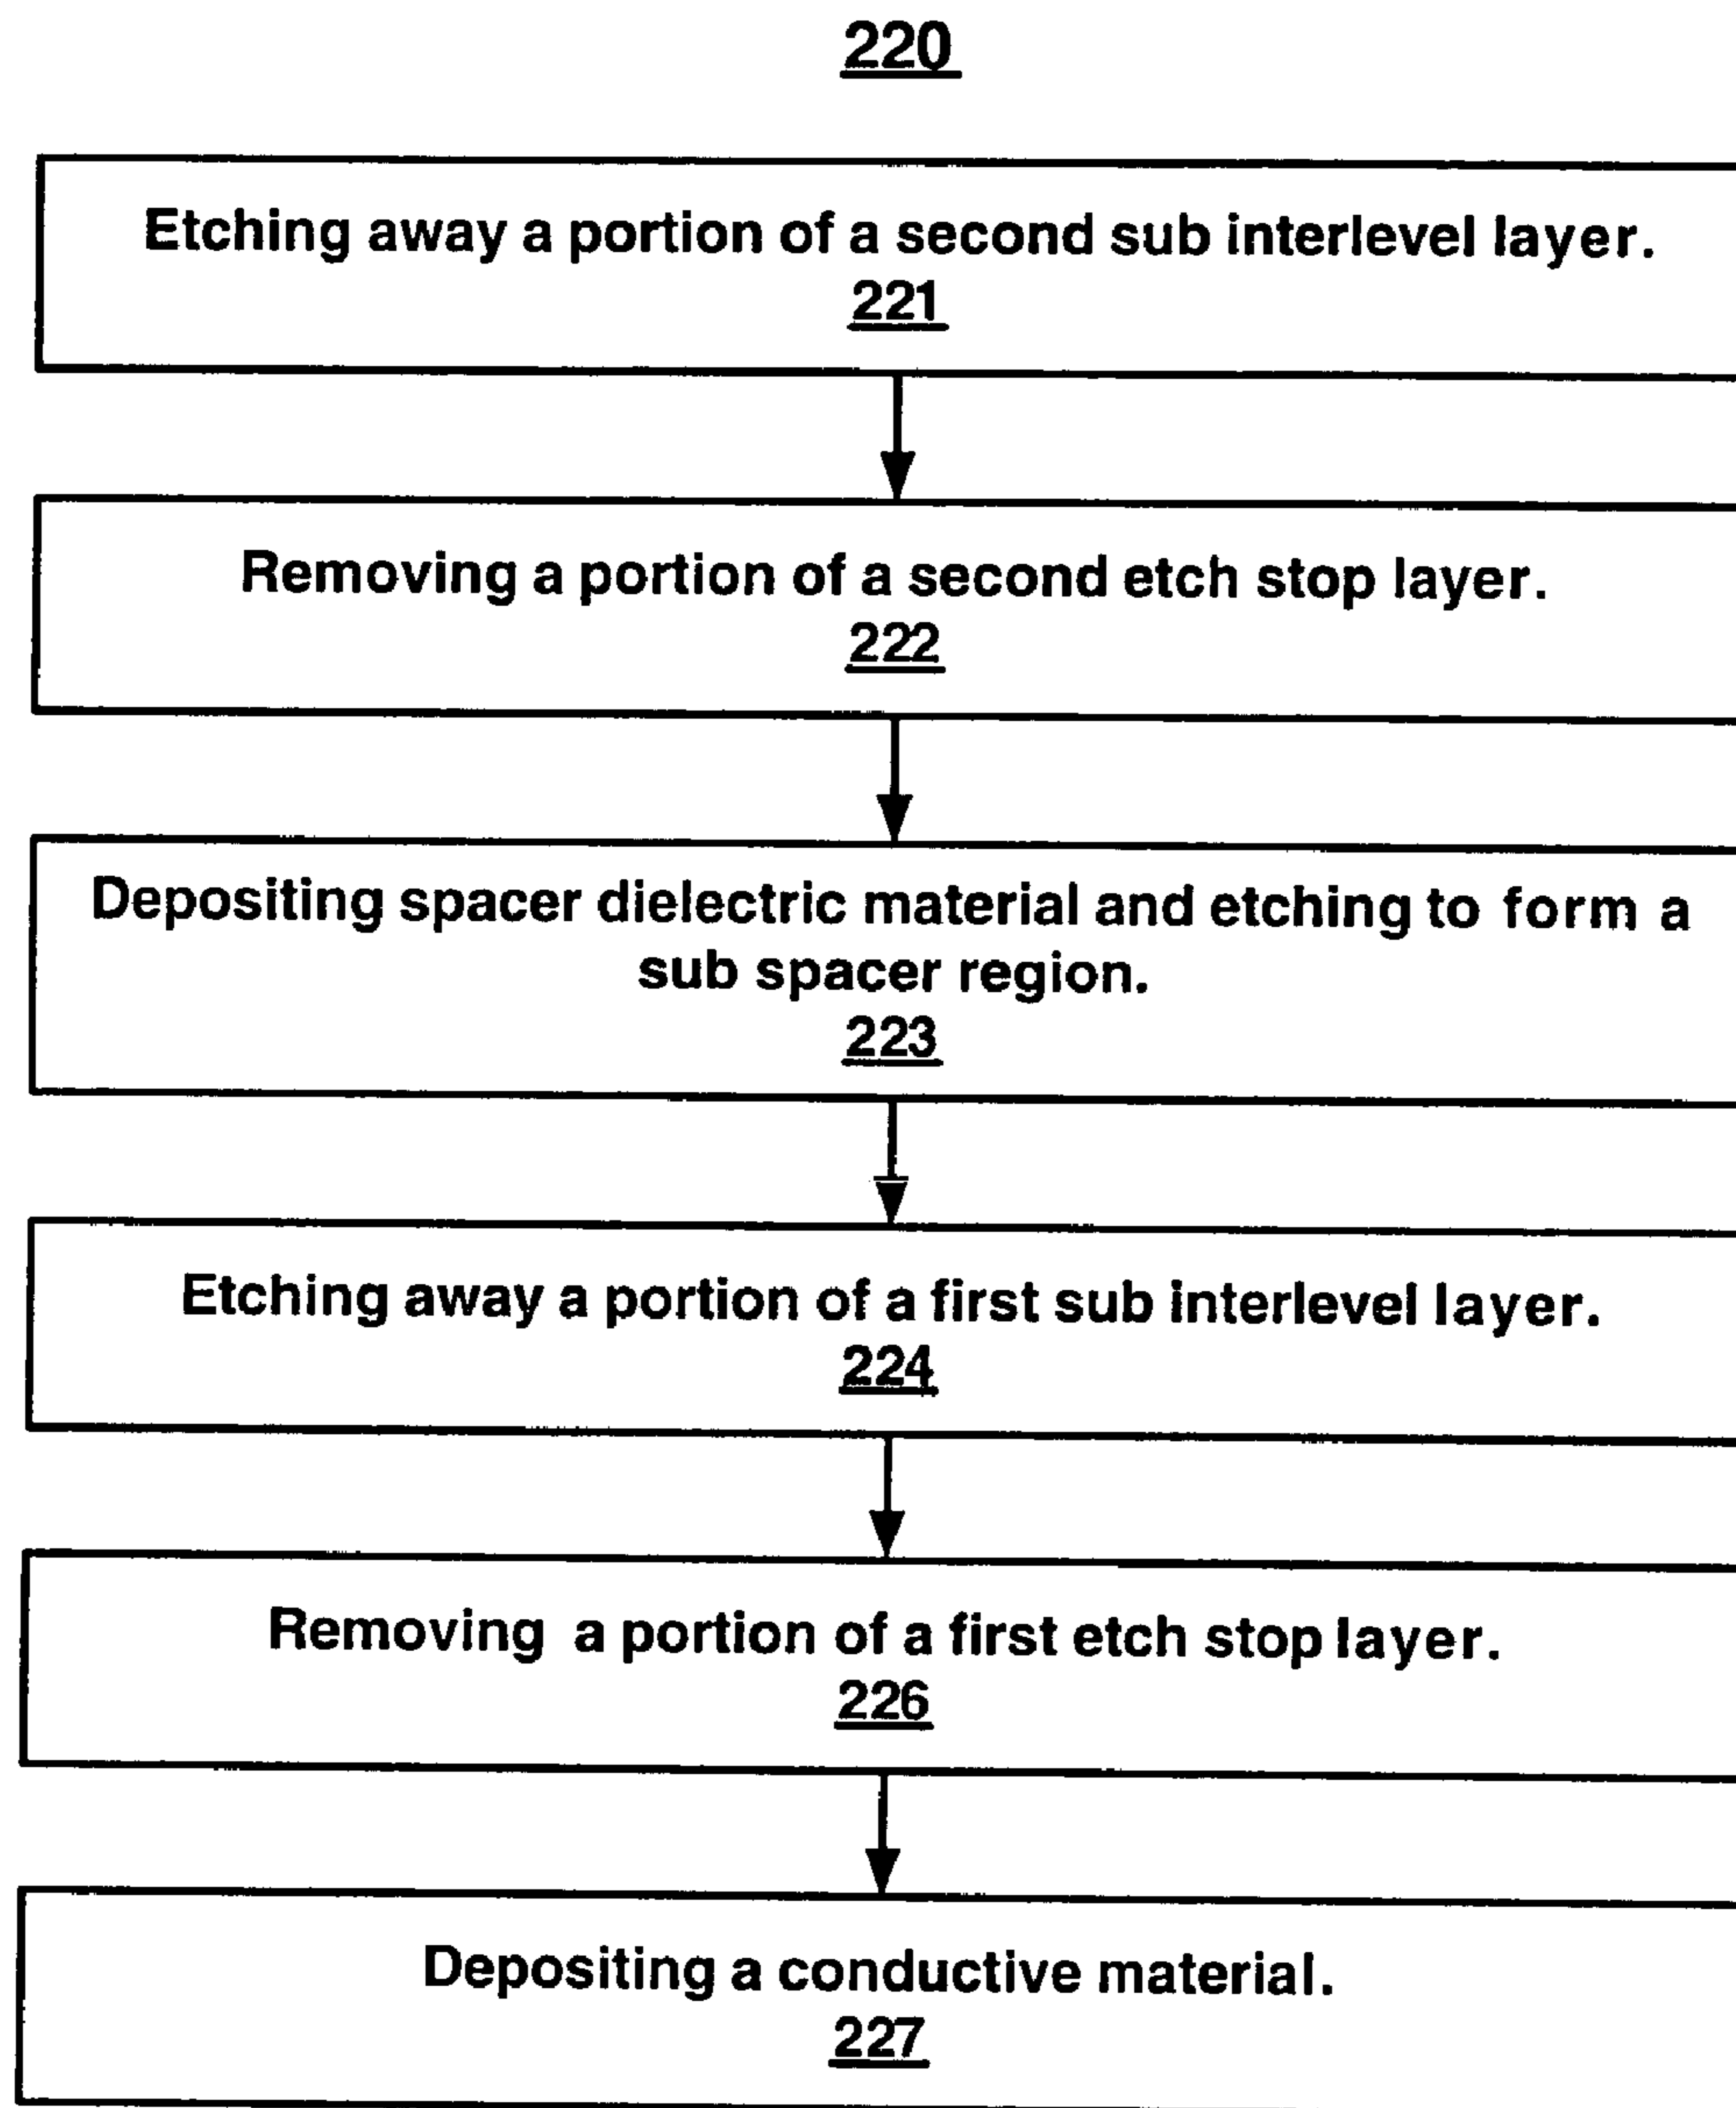 220
Etching away a portion of a second sub interlevel layer.
221
Removing a portion of a second etch stop layer.
222
Depositing spacer dielectric material and etching to form a
sub spacer region.
223
Etching away a portion of a first sub interlevel layer.
224
Removing a portion of a first etch stop layer.
226
Depositing a conductive material.
227